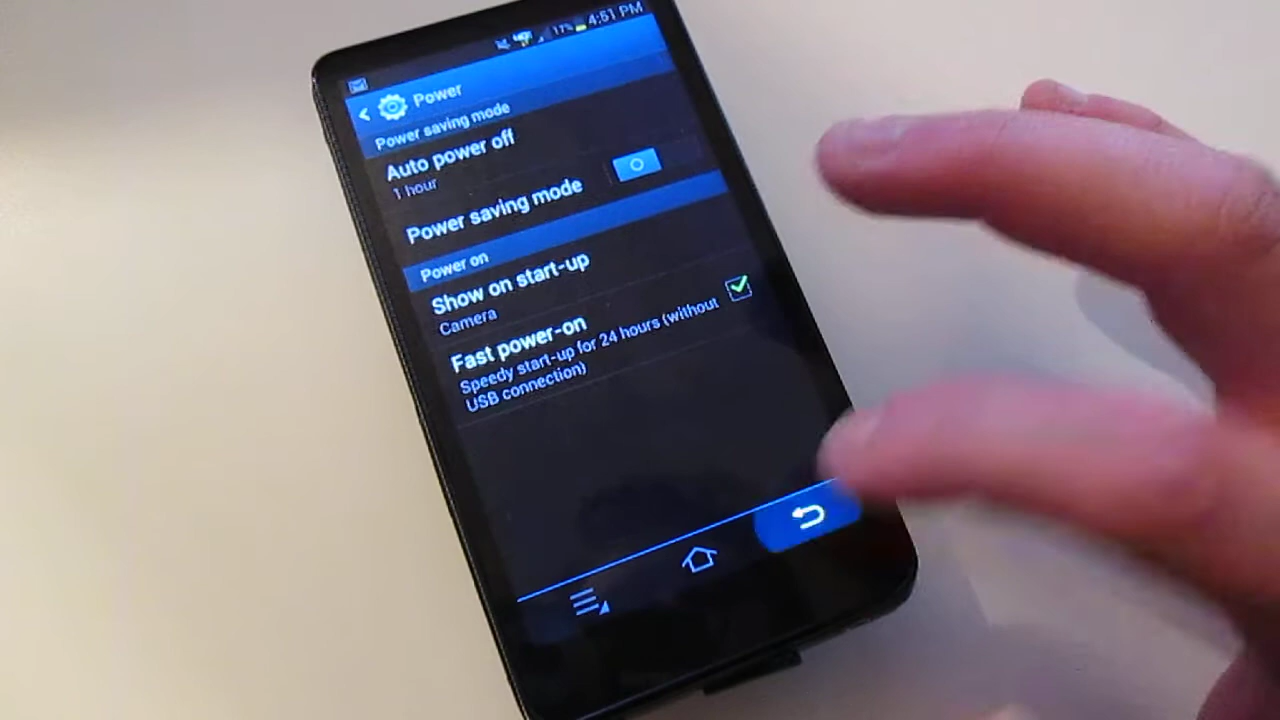 17% 4:51 PM
Power
Power saving mode
Auto power off
1 hour
Power saving mode
Power on
Show on start-up
Camera
Fast power-on
Speedy start-up for 24 hours (without
USB connection)